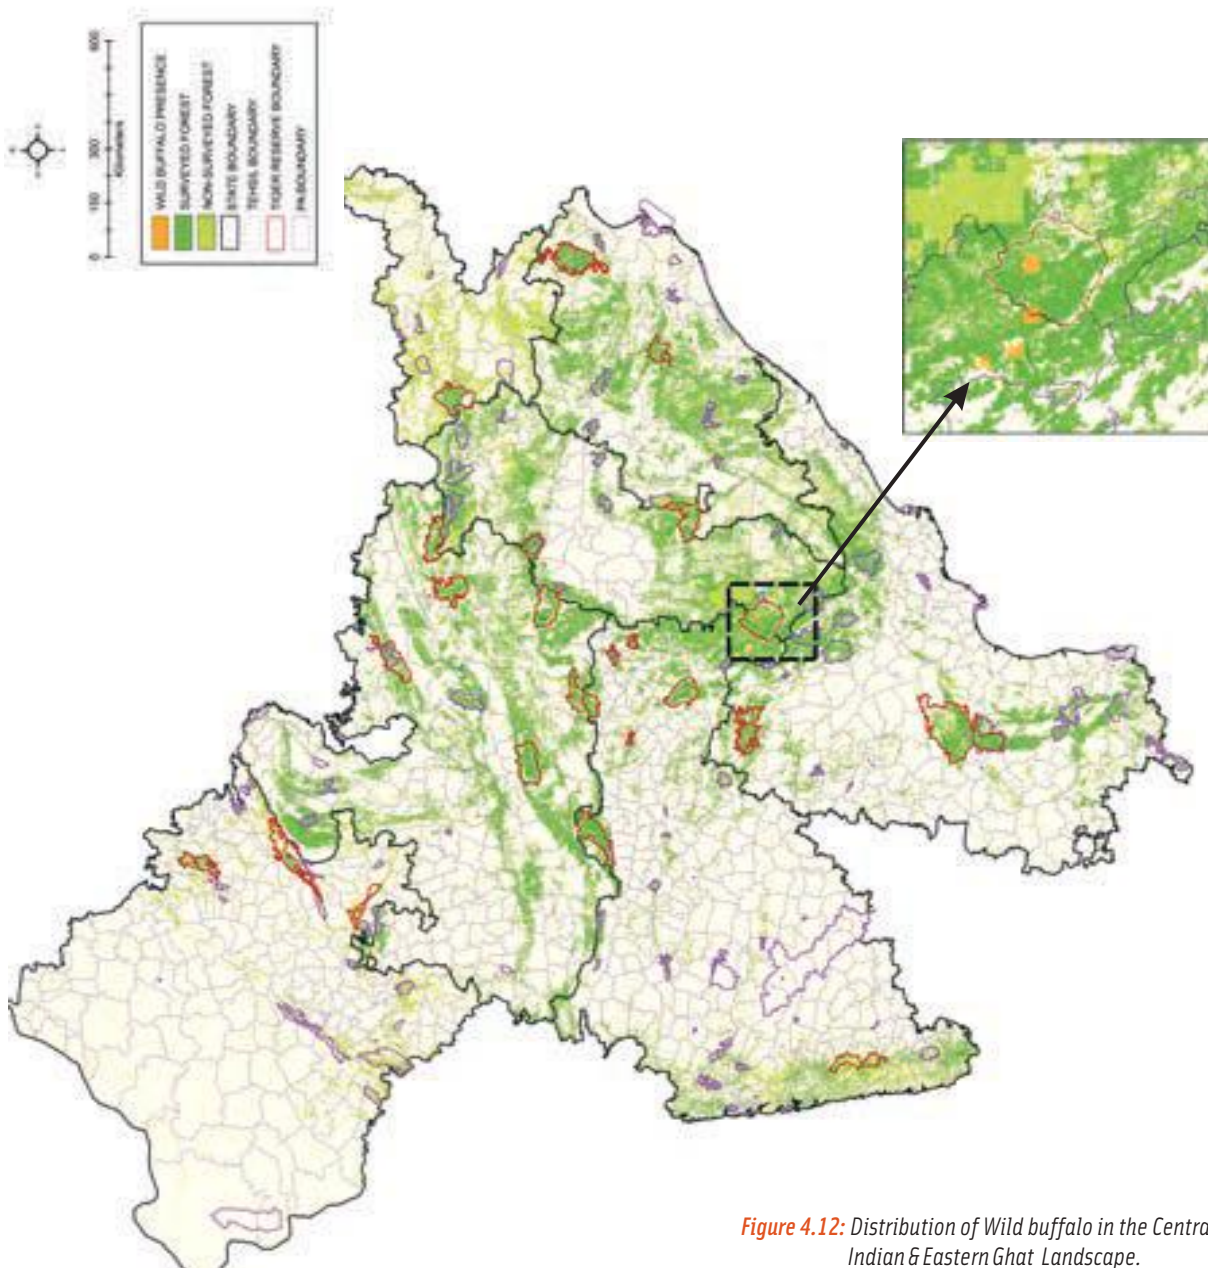 0 150 300 600
Kilometers
WILD BUFFALO PRESENCE
SURVEYED FOREST
NON-SURVEYED FOREST
STATE BOUNDARY
TEHSIL BOUNDARY
TIGER RESERVE BOUNDARY
PA-BOUNDARY
Figure 4.12: Distribution of Wild buffalo in the Centra
Indian & Eastern Ghat Landscape.